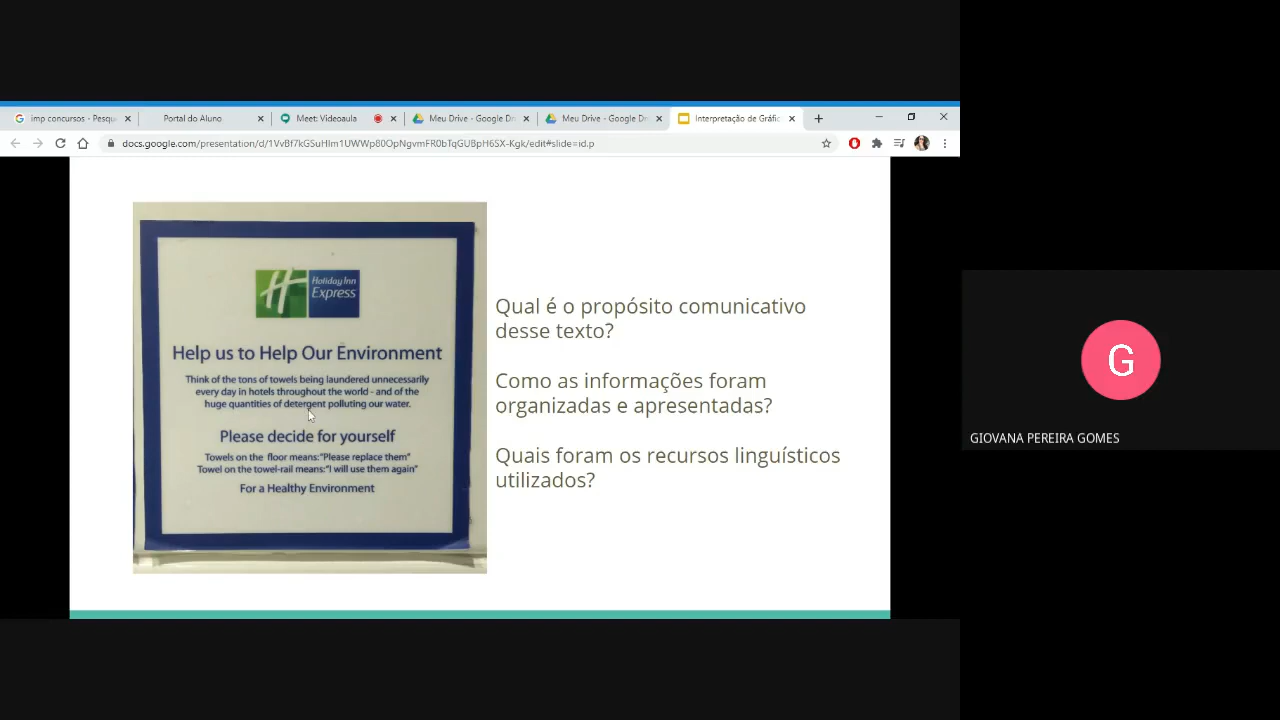 imp concursos - Pesqu
Portal do Aluno
Meet: Videoaula
Meu Drive - Google Dr
Meu Drive - Google Dr
Interpretação de Gráfic
docs.google.com/presentation/d/1VvBf7kGSuHlm1UWWp80OpNgvmFR0bTqGUBpH6SX-Kgk/edit#slide=id.p
Holiday Inn
Express
Help us to Help Our Environment
Think of the tons of towels being laundered unnecessarily
every day in hotels throughout the world - and of the
huge quantities of detergent polluting our water.
Please decide for yourself
Towels on the floor means:"Please replace them"
Towel on the towel-rail means:"I will use them again"
For a Healthy Environment
Qual é o propósito comunicativo
desse texto?
Como as informações foram
organizadas e apresentadas?
Quais foram os recursos linguísticos
utilizados?
G
GIOVANA PEREIRA GOMES